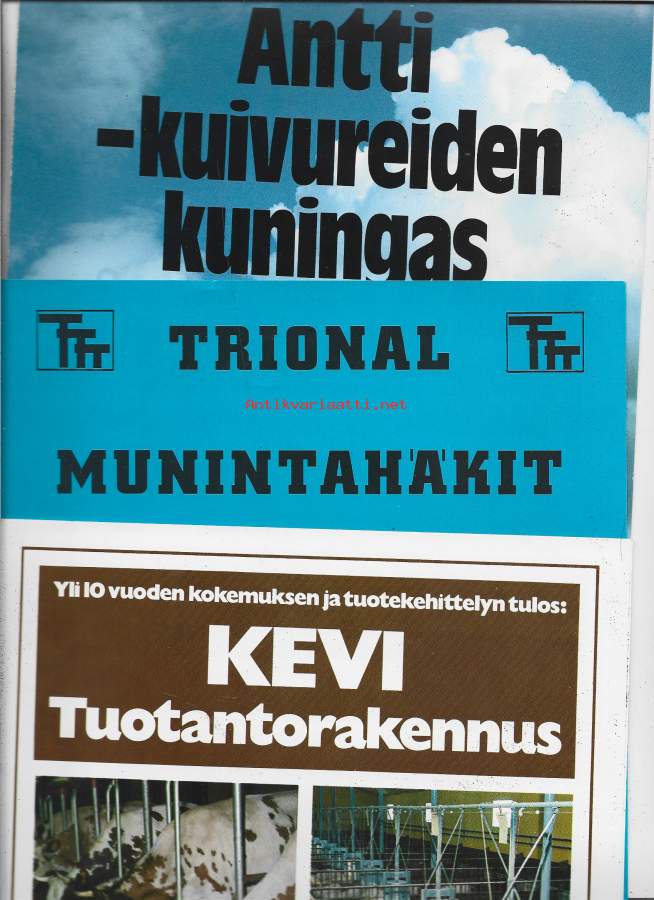 Antti
-kuivureiden
kuningas
TRIONAL
Antikvariaatti.net
MUNINTAHÄKIT
Yli 10 vuoden kokemuksen ja tuotekehittelyn tulos:
KEVI
Tuotantorakennus